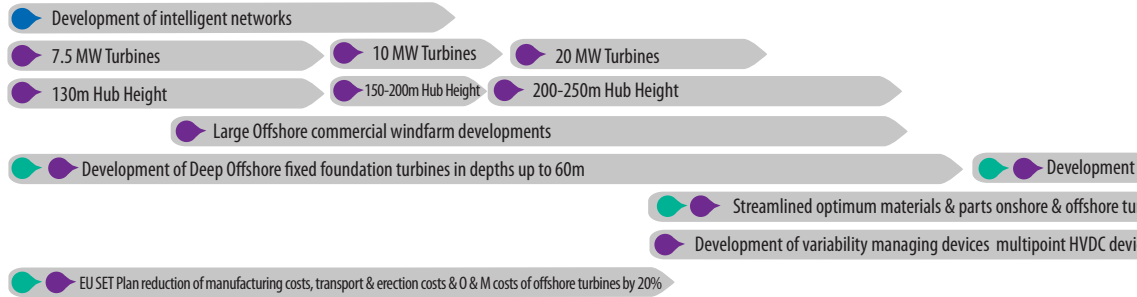 Development of intelligent networks
7.5 MW Turbines 10 MW Turbines 20 MW Turbines
130m Hub Height 150-200m Hub Height 200-250m Hub Height
Large Offshore commercial windfarm developments
Development of Deep Offshore fixed foundation turbines in depths up to 60m Development
Streamlined optimum materials & parts onshore & offshore tu
Development of variability managing devices multipoint HVDC devi
EU SET Plan reduction of manufacturing costs, transport & erection costs & O & M costs of offshore turbines by 20%